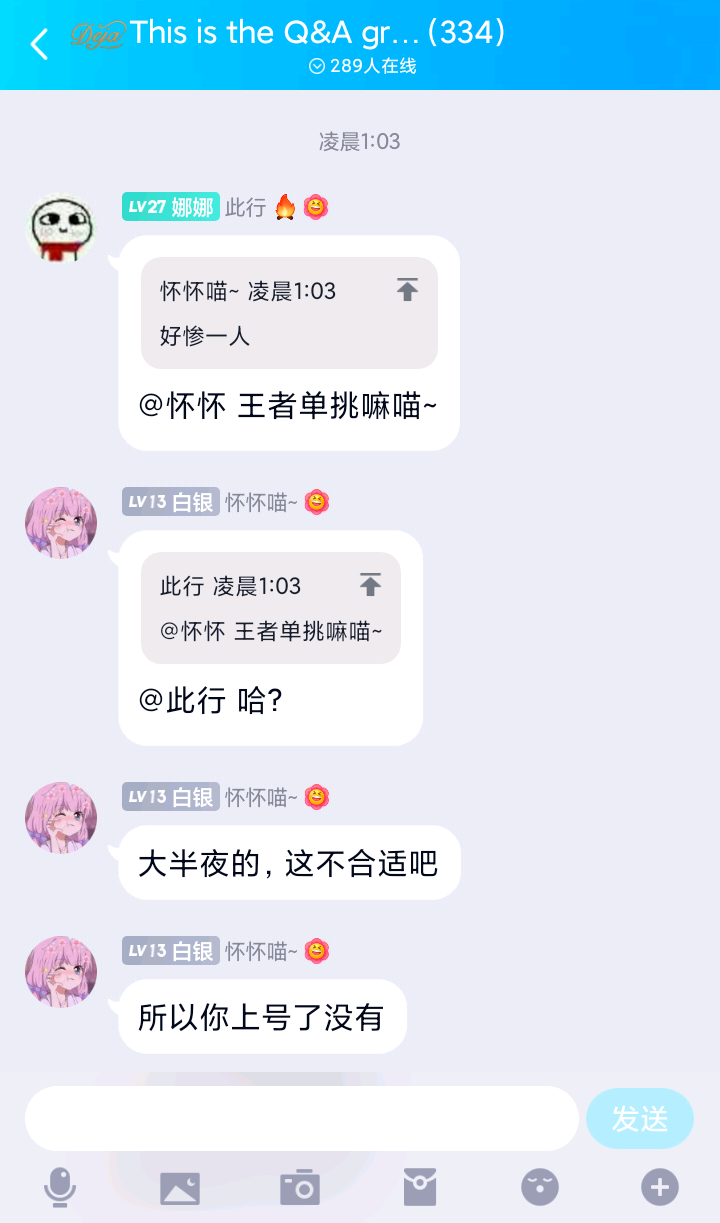 Deja This is the Q&A gr... (334)
289人在线
凌晨1:03
LV27 娜娜 此行
怀怀喵~ 凌晨1:03
好惨一人
@怀怀 王者单挑嘛喵~
LV13 白银 怀怀喵~
此行 凌晨1:03
@怀怀 王者单挑嘛喵~
@此行 哈?
LV13 白银 怀怀喵~
大半夜的, 这不合适吧
LV13 白银 怀怀喵~
所以你上号了没有
发送